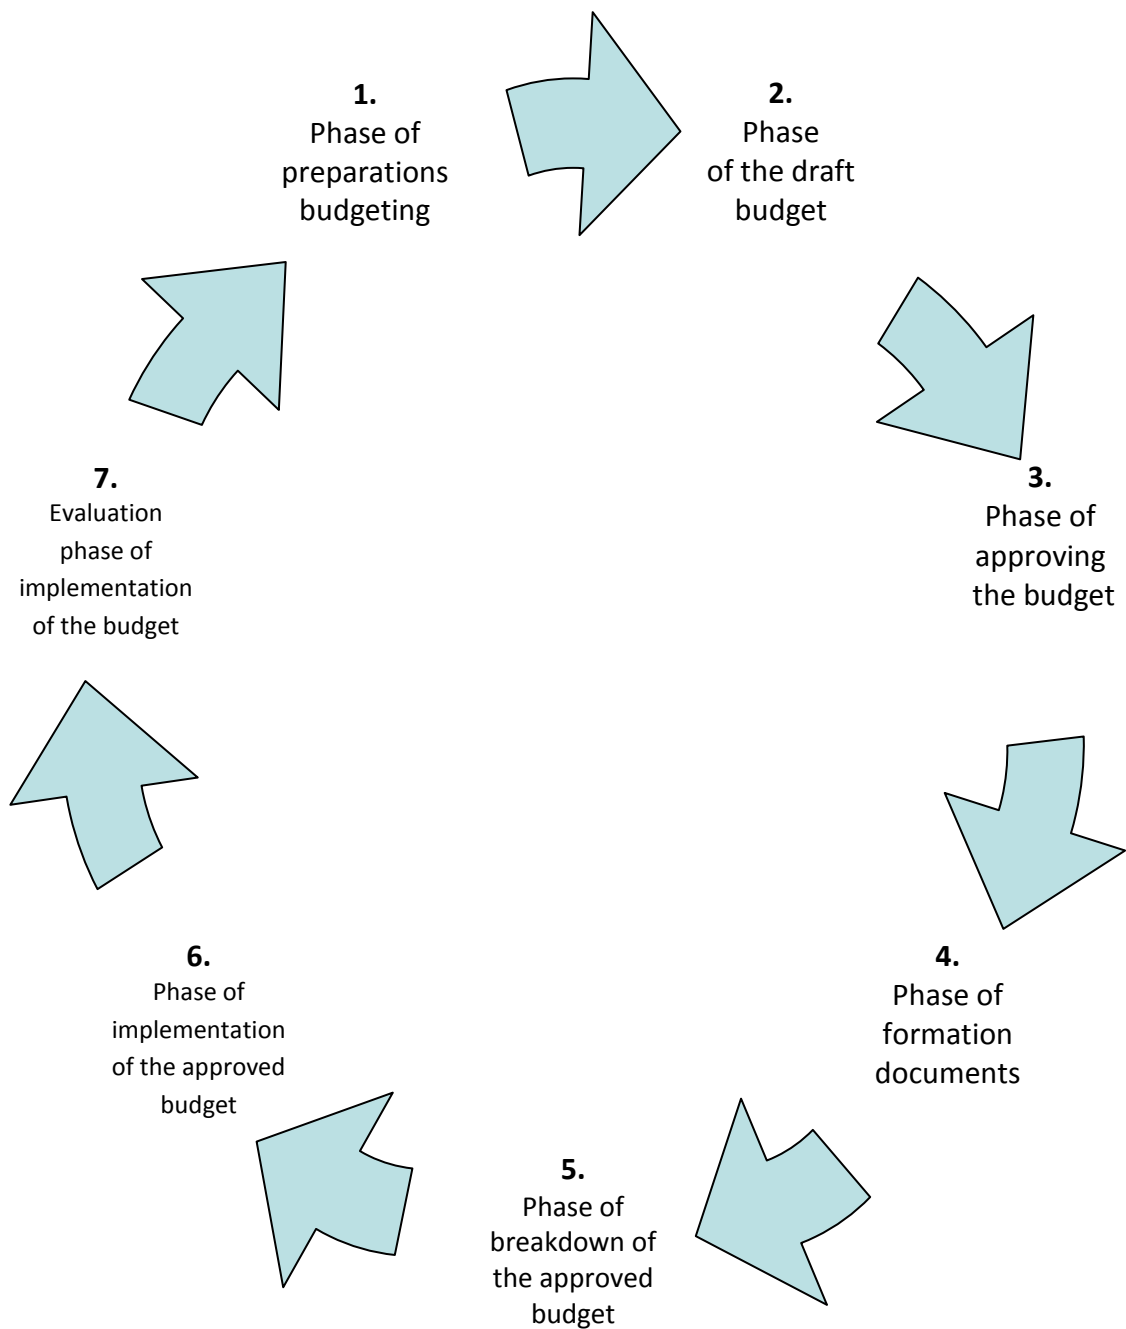 1.
Phase of
preparations
budgeting
2.
Phase
of the draft
budget
3.
Phase of
approving
the budget
4.
Phase of
formation
documents
5.
Phase of
breakdown of
the approved
budget
6.
Phase of
implementation
of the approved
budget
7.
Evaluation
phase of
implementation
of the budget